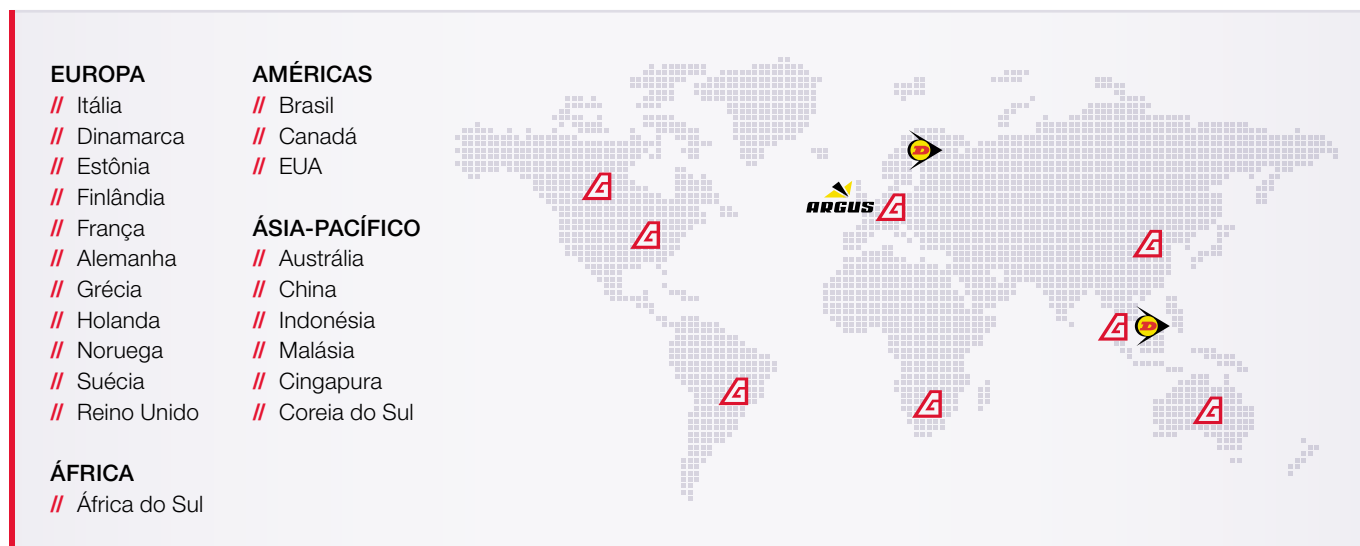 EUROPA
// Itália
// Dinamarca
// Estônia
// Finlândia
// França
// Alemanha
// Grécia
// Holanda
// Noruega
// Suécia
// Reino Unido
ÁFRICA
// África do Sul
AMÉRICAS
// Brasil
// Canadá
// EUA
ÁSIA-PACÍFICO
// Austrália
// China
// Indonésia
// Malásia
// Cingapura
// Coreia do Sul
ARGUS
D
D